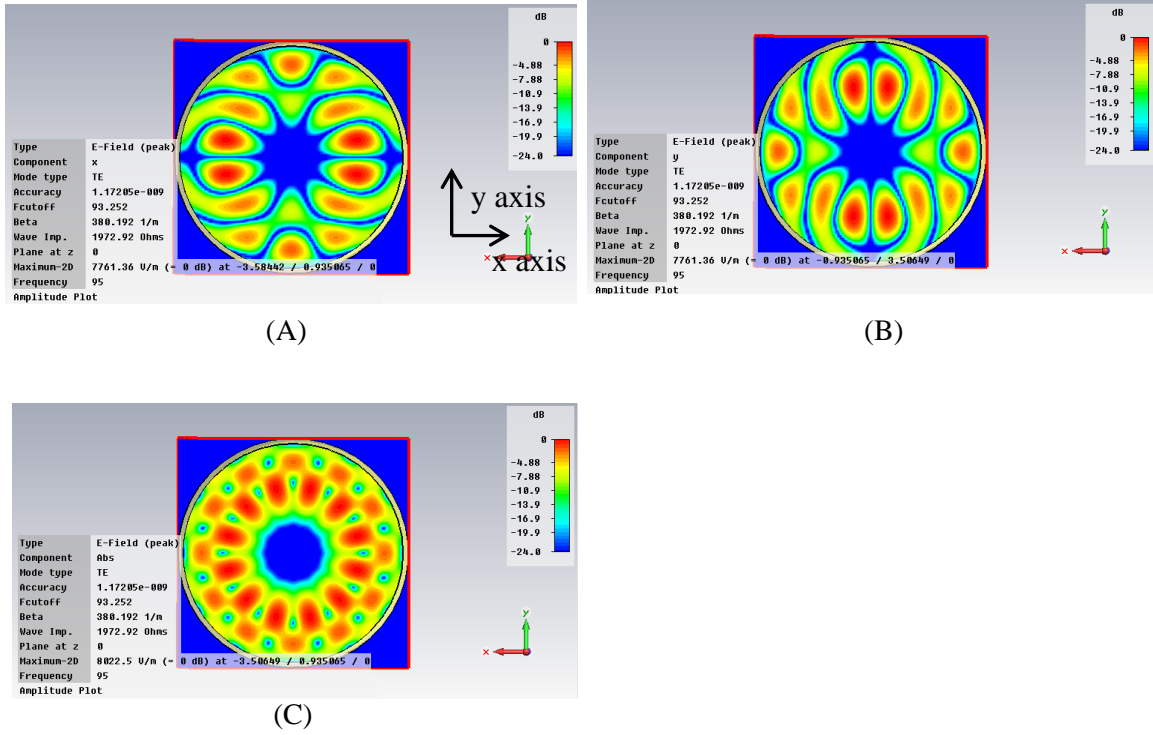 dB
0
-4.88
-7.88
-10.9
-13.9
-16.9
-19.9
-24.0
Type E-Field (peak)
Component x
Mode type TE
Accuracy 1.17205e-009
Fcutoff 93.252
Beta 380.192 1/m
Wave Imp. 1972.92 Ohms
Plane at z 0
Maximum-2D 7761.36 V/m (= 0 dB) at -3.58442 / 0.935065 / 0
Frequency 95
Amplitude Plot
y axis
y
x
x axis
(A)
dB
0
-4.88
-7.88
-10.9
-13.9
-16.9
-19.9
-24.0
Type E-Field (peak)
Component y
Mode type TE
Accuracy 1.17205e-009
Fcutoff 93.252
Beta 380.192 1/m
Wave Imp. 1972.92 Ohms
Plane at z 0
Maximum-2D 7761.36 V/m (= 0 dB) at -0.935065 / 3.50649 / 0
Frequency 95
Amplitude Plot
y
x
(B)
dB
0
-4.88
-7.88
-10.9
-13.9
-16.9
-19.9
-24.0
Type E-Field (peak)
Component Abs
Mode type TE
Accuracy 1.17205e-009
Fcutoff 93.252
Beta 380.192 1/m
Wave Imp. 1972.92 Ohms
Plane at z 0
Maximum-2D 8022.5 V/m (= 0 dB) at -3.50649 / 0.935065 / 0
Frequency 95
Amplitude Plot
y
x
(C)